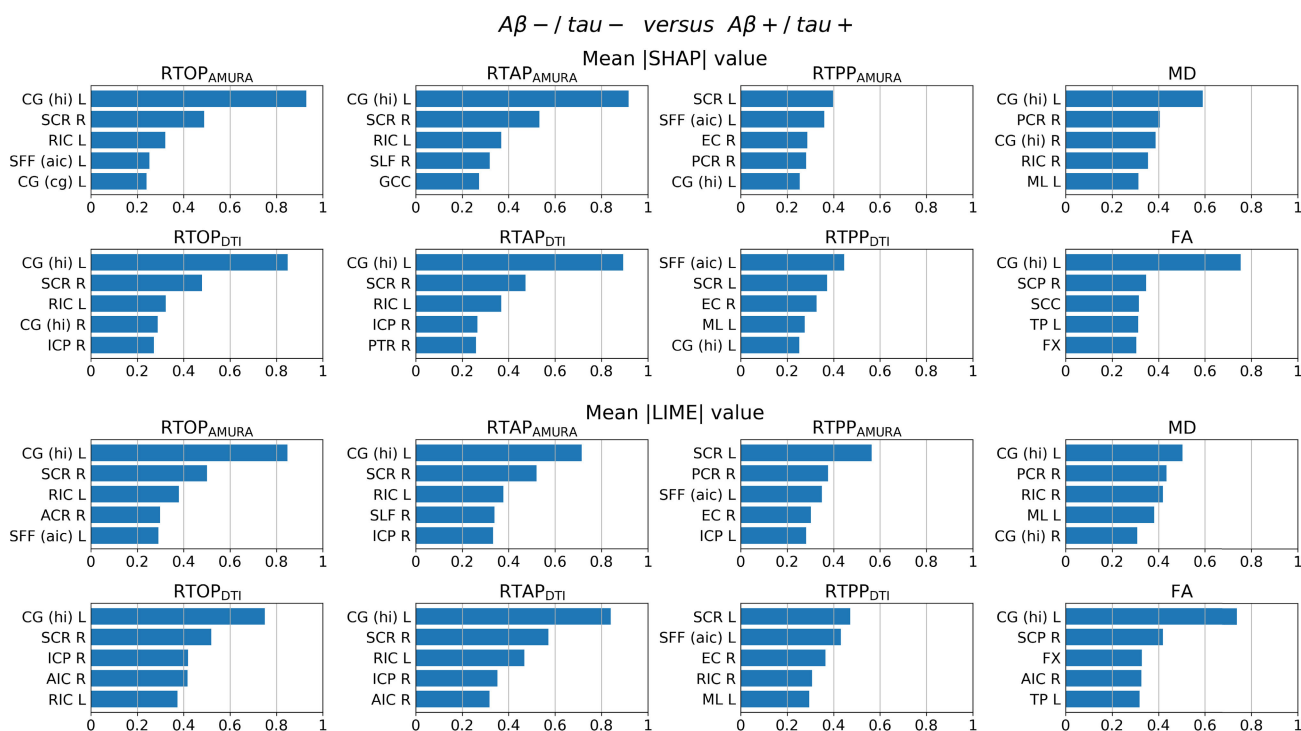 Aβ − / tau − versus Aβ + / tau +
Mean |SHAP| value
RTOP_AMURA
CG (hi) L
SCR R
RIC L
SFF (aic) L
CG (cg) L
0 0.2 0.4 0.6 0.8 1
RTAP_AMURA
CG (hi) L
SCR R
RIC L
SLF R
GCC
0 0.2 0.4 0.6 0.8 1
RTPP_AMURA
SCR L
SFF (aic) L
EC R
PCR R
CG (hi) L
0 0.2 0.4 0.6 0.8 1
MD
CG (hi) L
PCR R
CG (hi) R
RIC R
ML L
0 0.2 0.4 0.6 0.8 1
RTOP_DTI
CG (hi) L
SCR R
RIC L
CG (hi) R
ICP R
0 0.2 0.4 0.6 0.8 1
RTAP_DTI
CG (hi) L
SCR R
RIC L
ICP R
PTR R
0 0.2 0.4 0.6 0.8 1
RTPP_DTI
SFF (aic) L
SCR L
EC R
ML L
CG (hi) L
0 0.2 0.4 0.6 0.8 1
FA
CG (hi) L
SCP R
SCC
TP L
FX
0 0.2 0.4 0.6 0.8 1
Mean |LIME| value
RTOP_AMURA
CG (hi) L
SCR R
RIC L
ACR R
SFF (aic) L
0 0.2 0.4 0.6 0.8 1
RTAP_AMURA
CG (hi) L
SCR R
RIC L
SLF R
ICP R
0 0.2 0.4 0.6 0.8 1
RTPP_AMURA
SCR L
PCR R
SFF (aic) L
EC R
ICP L
0 0.2 0.4 0.6 0.8 1
MD
CG (hi) L
PCR R
RIC R
ML L
CG (hi) R
0 0.2 0.4 0.6 0.8 1
RTOP_DTI
CG (hi) L
SCR R
ICP R
AIC R
RIC L
0 0.2 0.4 0.6 0.8 1
RTAP_DTI
CG (hi) L
SCR R
RIC L
ICP R
AIC R
0 0.2 0.4 0.6 0.8 1
RTPP_DTI
SCR L
SFF (aic) L
EC R
RIC R
ML L
0 0.2 0.4 0.6 0.8 1
FA
CG (hi) L
SCP R
FX
AIC R
TP L
0 0.2 0.4 0.6 0.8 1